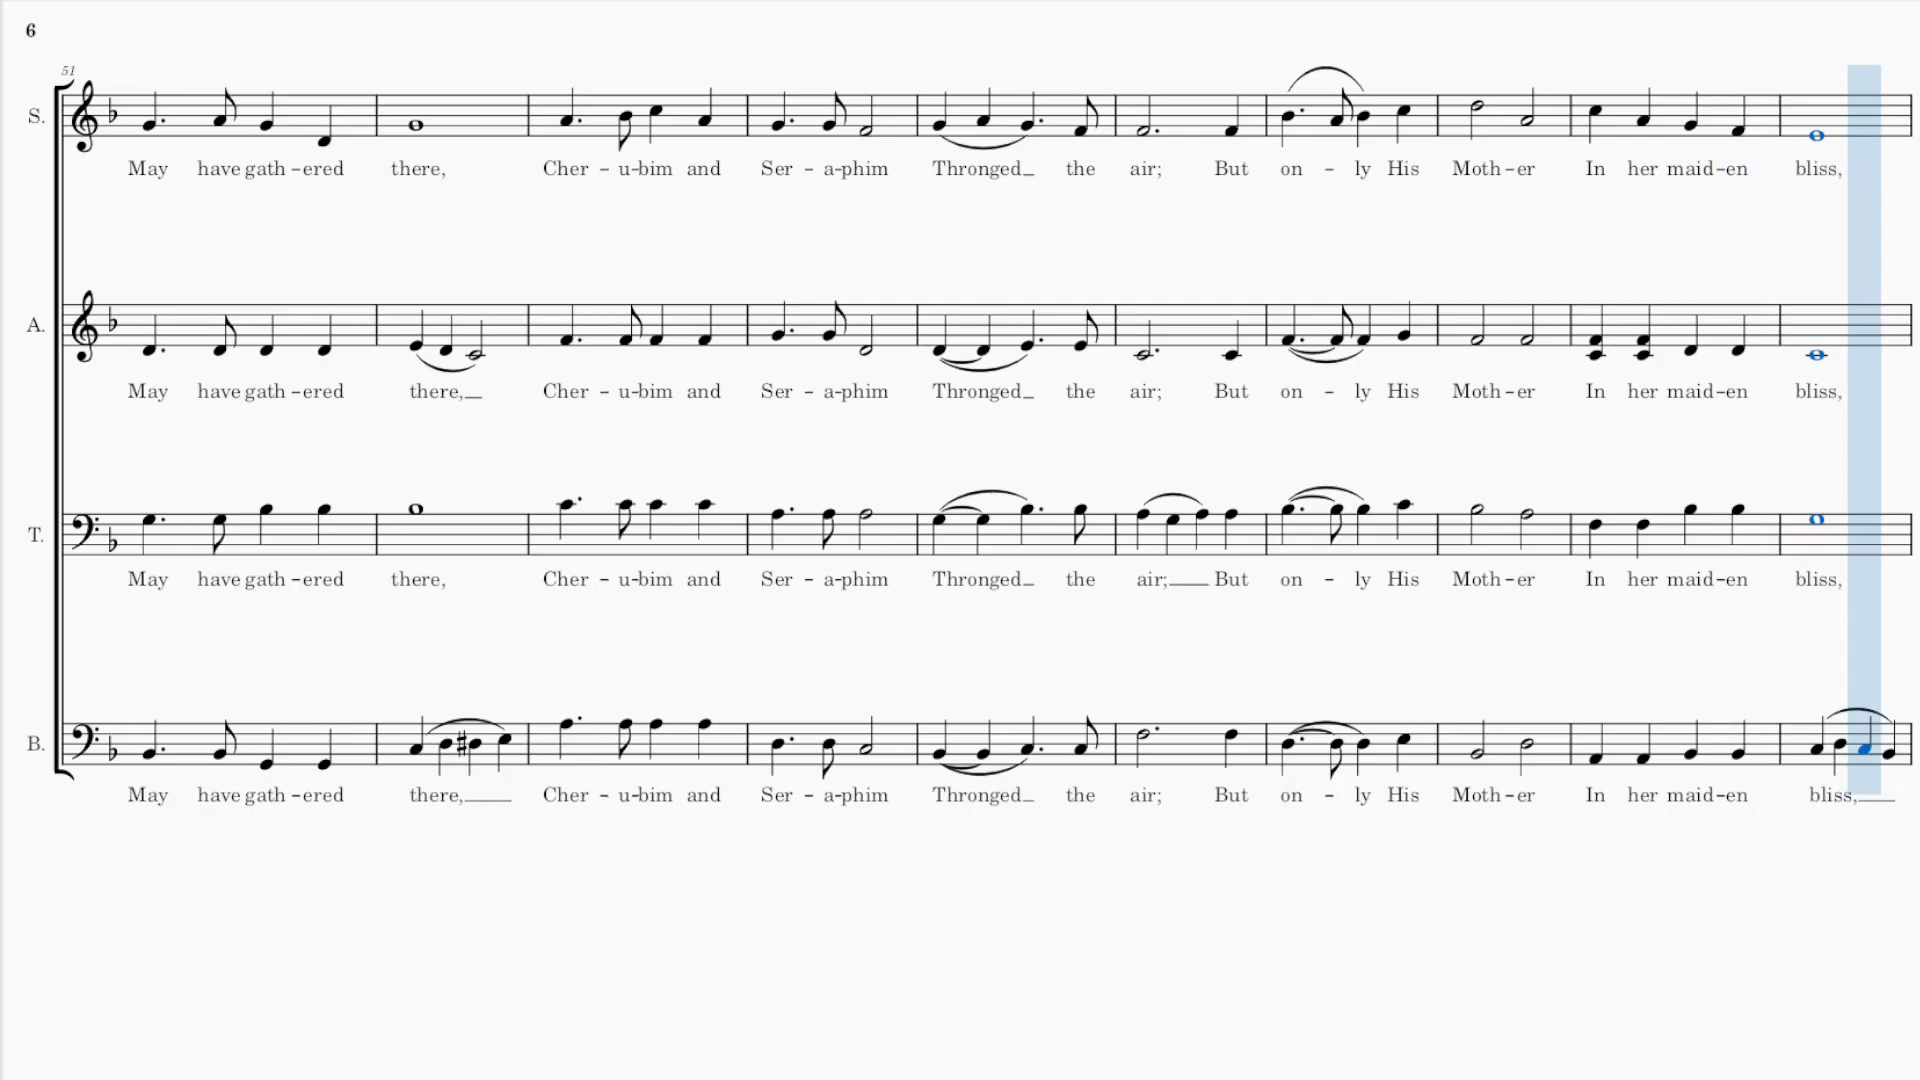 6
51
S.
May have gath-ered there, Cher-u-bim and Ser-a-phim Thronged_ the air; But on-ly His Moth-er In her maid-en bliss,
A.
May have gath-ered there,_ Cher-u-bim and Ser-a-phim Thronged_ the air; But on-ly His Moth-er In her maid-en bliss,
T.
May have gath-ered there, Cher-u-bim and Ser-a-phim Thronged_ the air;_ But on-ly His Moth-er In her maid-en bliss,
B.
May have gath-ered there,_ Cher-u-bim and Ser-a-phim Thronged_ the air; But on-ly His Moth-er In her maid-en bliss,_